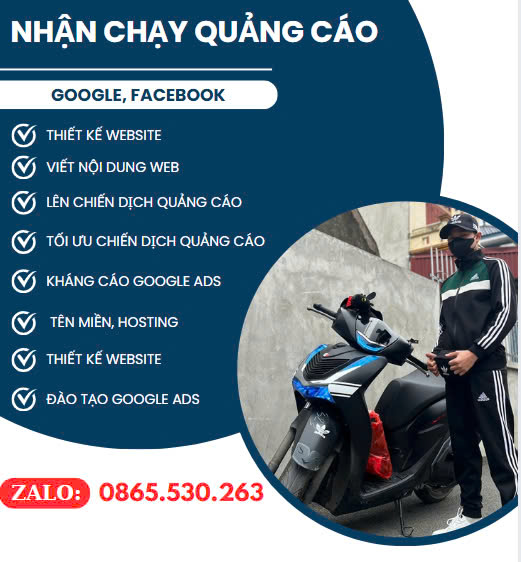 NHẬN CHẠY QUẢNG CÁO
GOOGLE, FACEBOOK
THIẾT KẾ WEBSITE
VIẾT NỘI DUNG WEB
LÊN CHIẾN DỊCH QUẢNG CÁO
TỐI ƯU CHIẾN DỊCH QUẢNG CÁO
KHÁNG CÁO GOOGLE ADS
TÊN MIỀN, HOSTING
THIẾT KẾ WEBSITE
ĐÀO TẠO GOOGLE ADS
ZALO: 0865.530.263
adidas